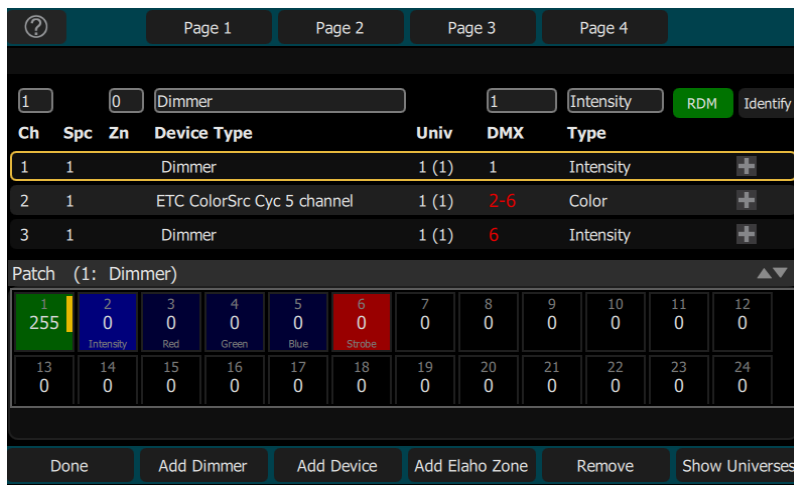 ? Page 1 Page 2 Page 3 Page 4
1 0 Dimmer 1 Intensity RDM Identify
Ch Spc Zn Device Type Univ DMX Type
1 1 Dimmer 1 (1) 1 Intensity
2 1 ETC ColorSrc Cyc 5 channel 1 (1) 2-6 Color
3 1 Dimmer 1 (1) 6 Intensity
Patch (1: Dimmer)
1 2 3 4 5 6 7 8 9 10 11 12
255 0 0 0 0 0 0 0 0 0 0 0
Intensity Red Green Blue Strobe
13 14 15 16 17 18 19 20 21 22 23 24
0 0 0 0 0 0 0 0 0 0 0 0
Done Add Dimmer Add Device Add Elaho Zone Remove Show Universes